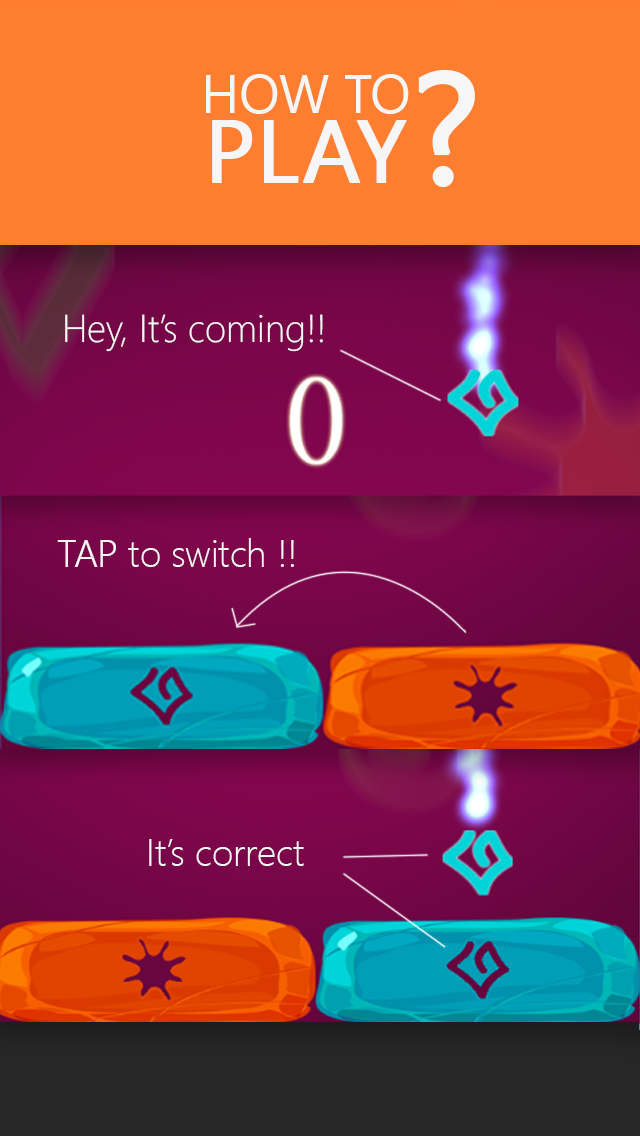 HOW TO
PLAY?
Hey, It's coming!!
0
TAP to switch !!
It's correct